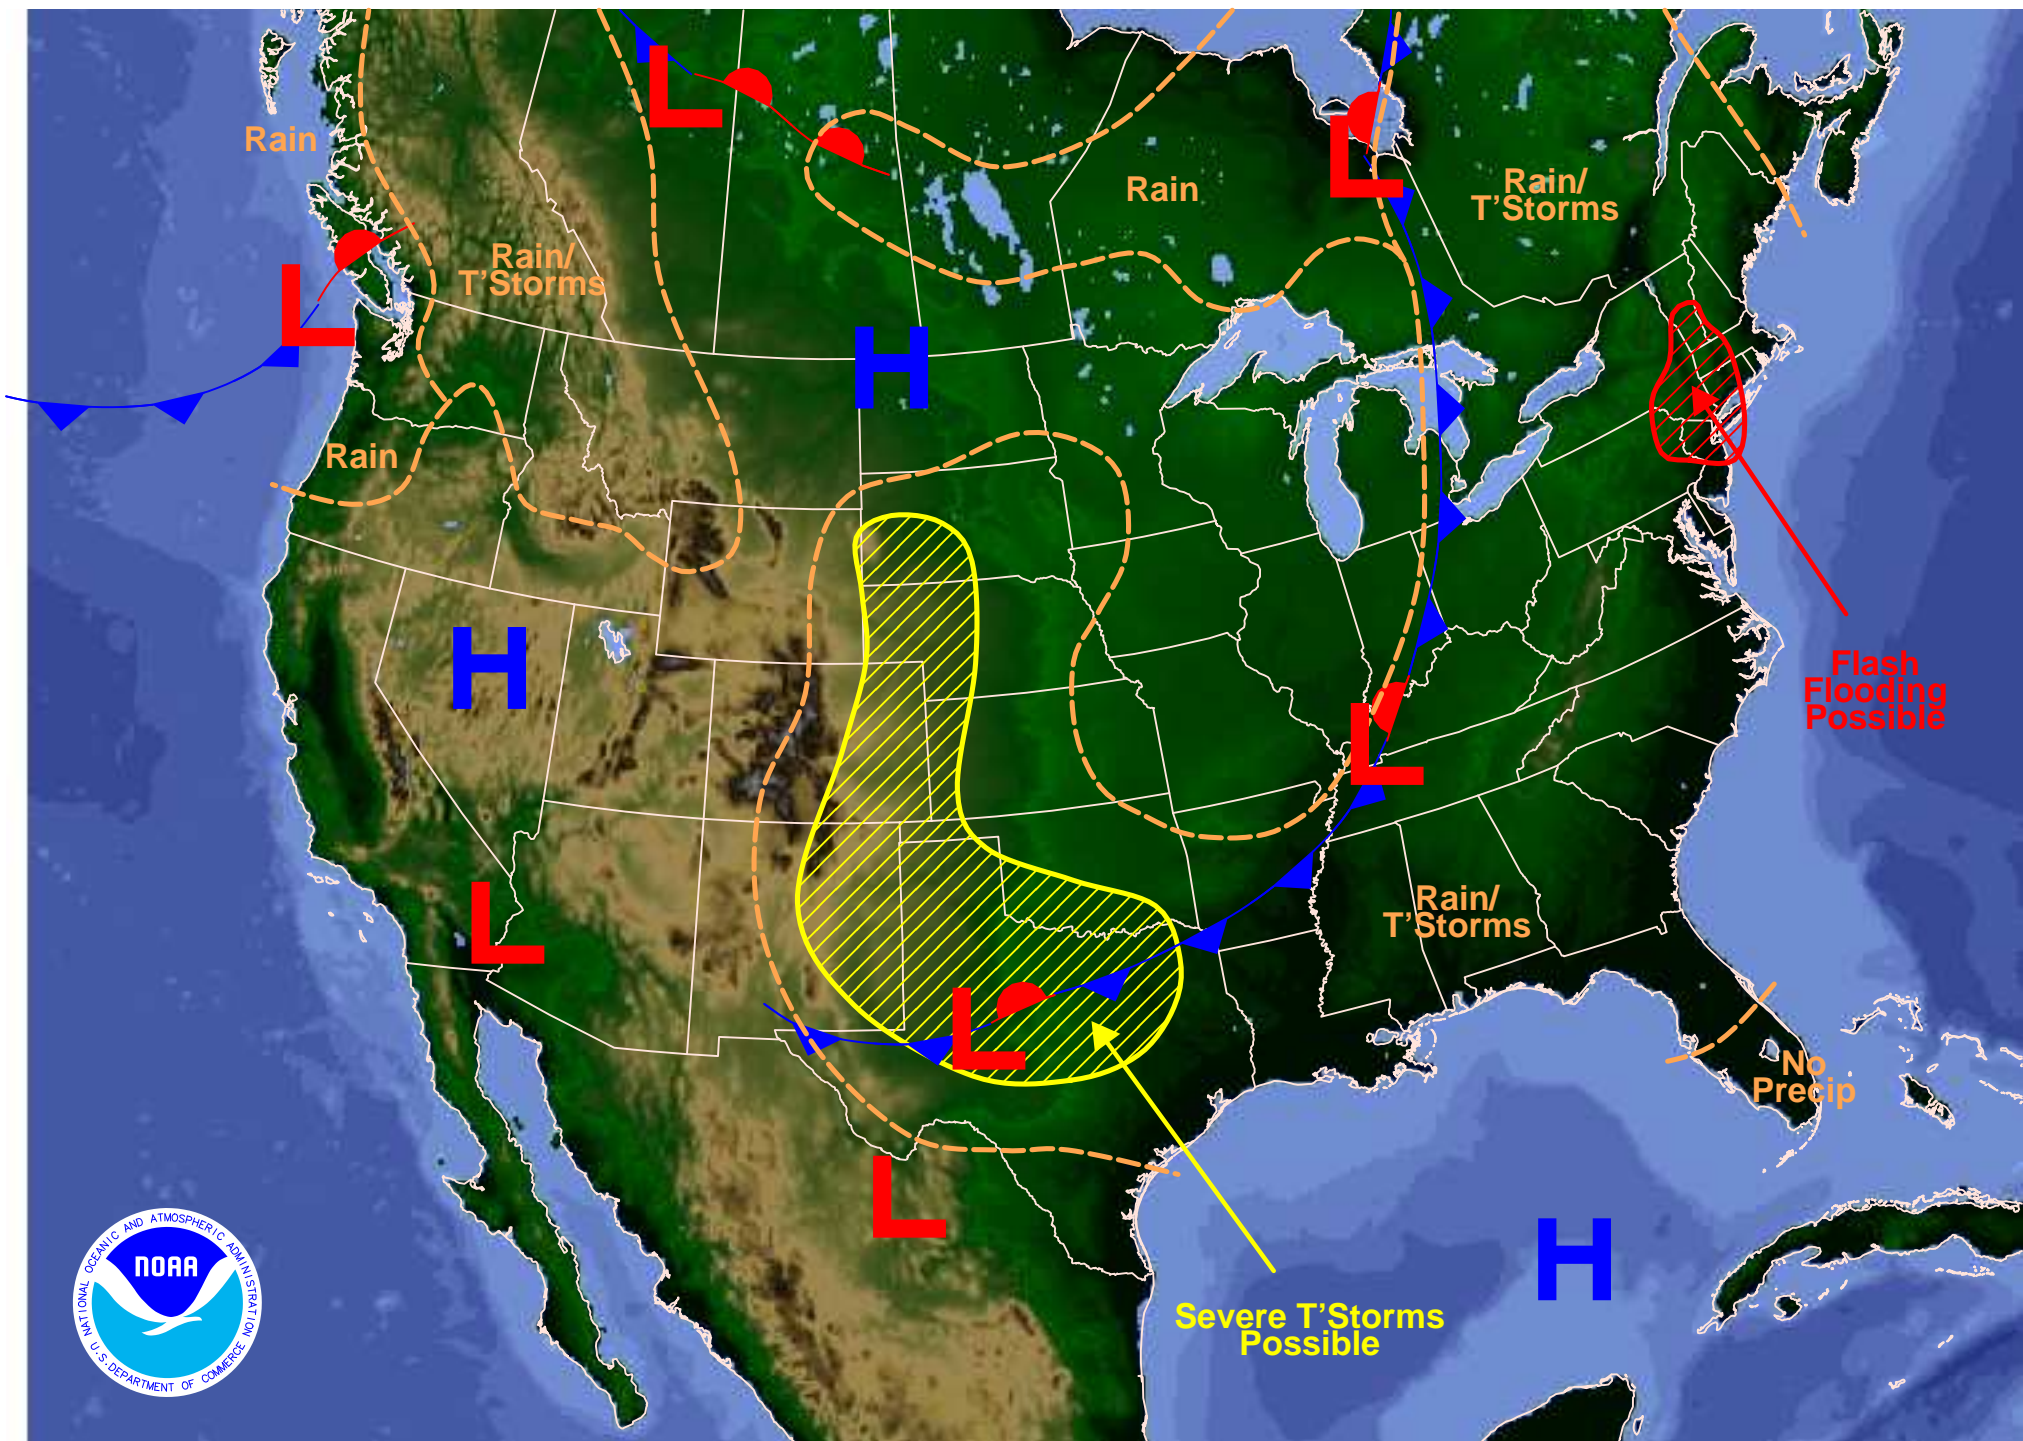 Rain
Rain/
T'Storms
Rain
Rain/
T'Storms
Rain
Flash
Flooding
Possible
Rain/
T'Storms
No
Precip
Severe T'Storms
Possible
L
L
L
L
L
L
L
H
H
H
NOAA
NATIONAL OCEANIC AND ATMOSPHERIC ADMINISTRATION
U.S. DEPARTMENT OF COMMERCE